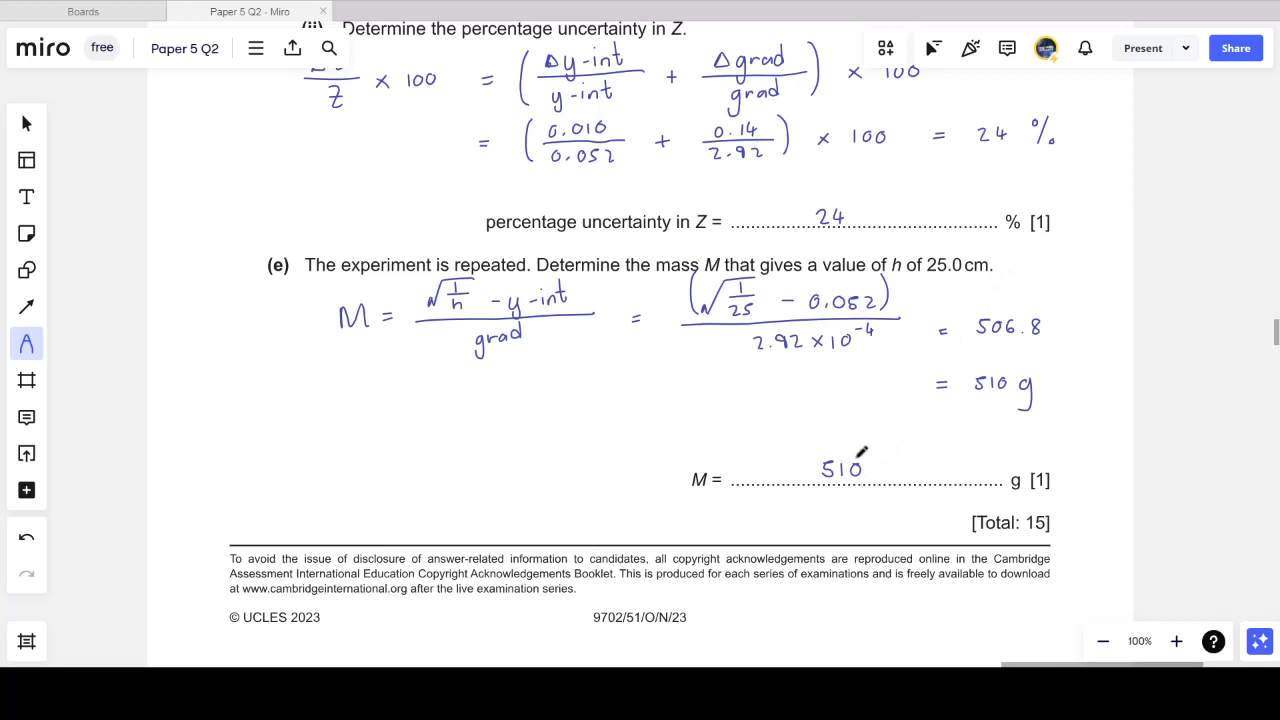 Boards
Paper 5 Q2 - Miro
(ii) Determine the percentage uncertainty in Z.
miro free Paper 5 Q2 Present Share
/Z × 100 = (Δy-int/y-int + Δgrad/grad) × 100
= (0.010/0.052 + 0.14/2.92) × 100 = 24 %
percentage uncertainty in Z = 24 % [1]
(e) The experiment is repeated. Determine the mass M that gives a value of h of 25.0 cm.
M = (√(1/h) - y-int)/grad = (√(1/25) - 0.052)/(2.92 × 10⁻⁴) = 506.8
= 510 g
M = 510 g [1]
[Total: 15]
To avoid the issue of disclosure of answer-related information to candidates, all copyright acknowledgements are reproduced online in the Cambridge
Assessment International Education Copyright Acknowledgements Booklet. This is produced for each series of examinations and is freely available to download
at www.cambridgeinternational.org after the live examination series.
© UCLES 2023 9702/51/O/N/23
100%